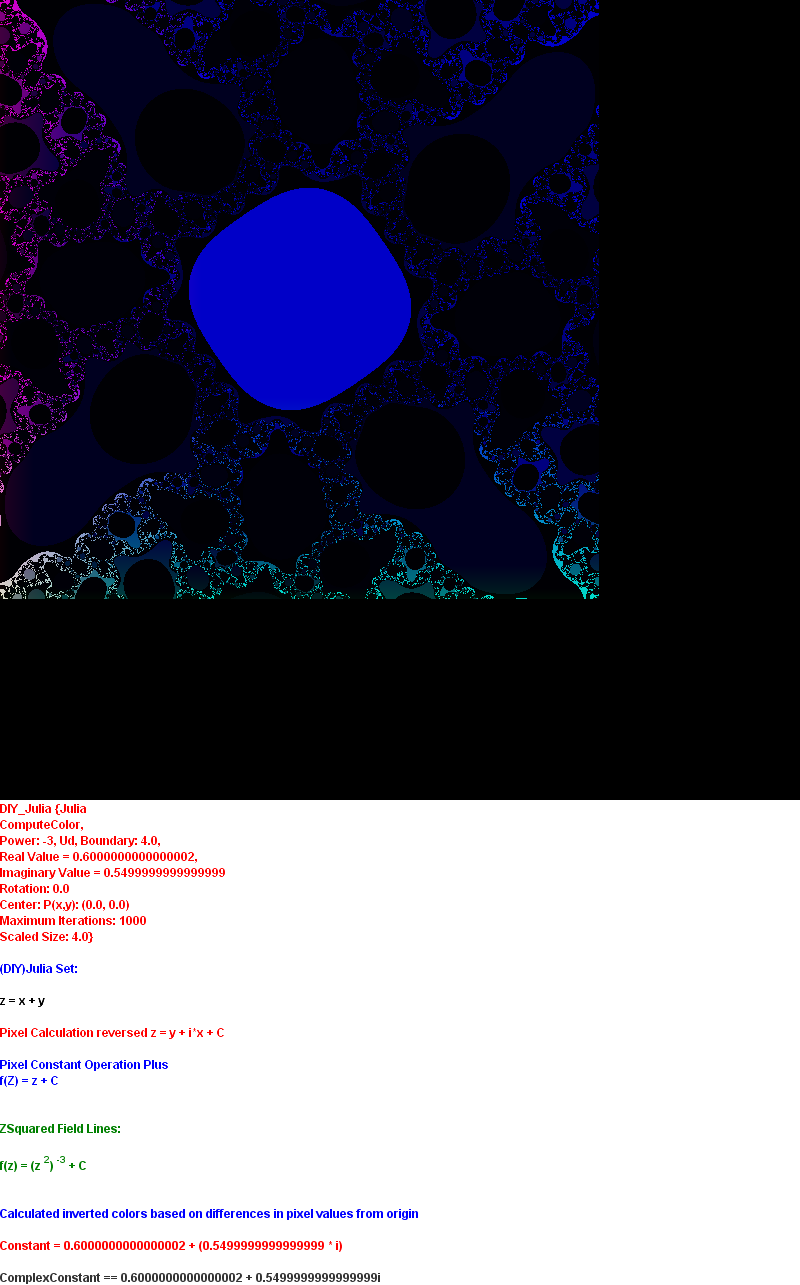 DIY_Julia {Julia
ComputeColor,
Power: -3, Ud, Boundary: 4.0,
Real Value = 0.6000000000000002,
Imaginary Value = 0.5499999999999999
Rotation: 0.0
Center: P(x,y): (0.0, 0.0)
Maximum Iterations: 1000
Scaled Size: 4.0}
(DIY)Julia Set:
z = x + y
Pixel Calculation reversed z = y + i*x + C
Pixel Constant Operation Plus
f(Z) = z + C
ZSquared Field Lines:
f(z) = (z ²) ⁻³ + C
Calculated inverted colors based on differences in pixel values from origin
Constant = 0.6000000000000002 + (0.5499999999999999 * i)
ComplexConstant == 0.6000000000000002 + 0.5499999999999999i